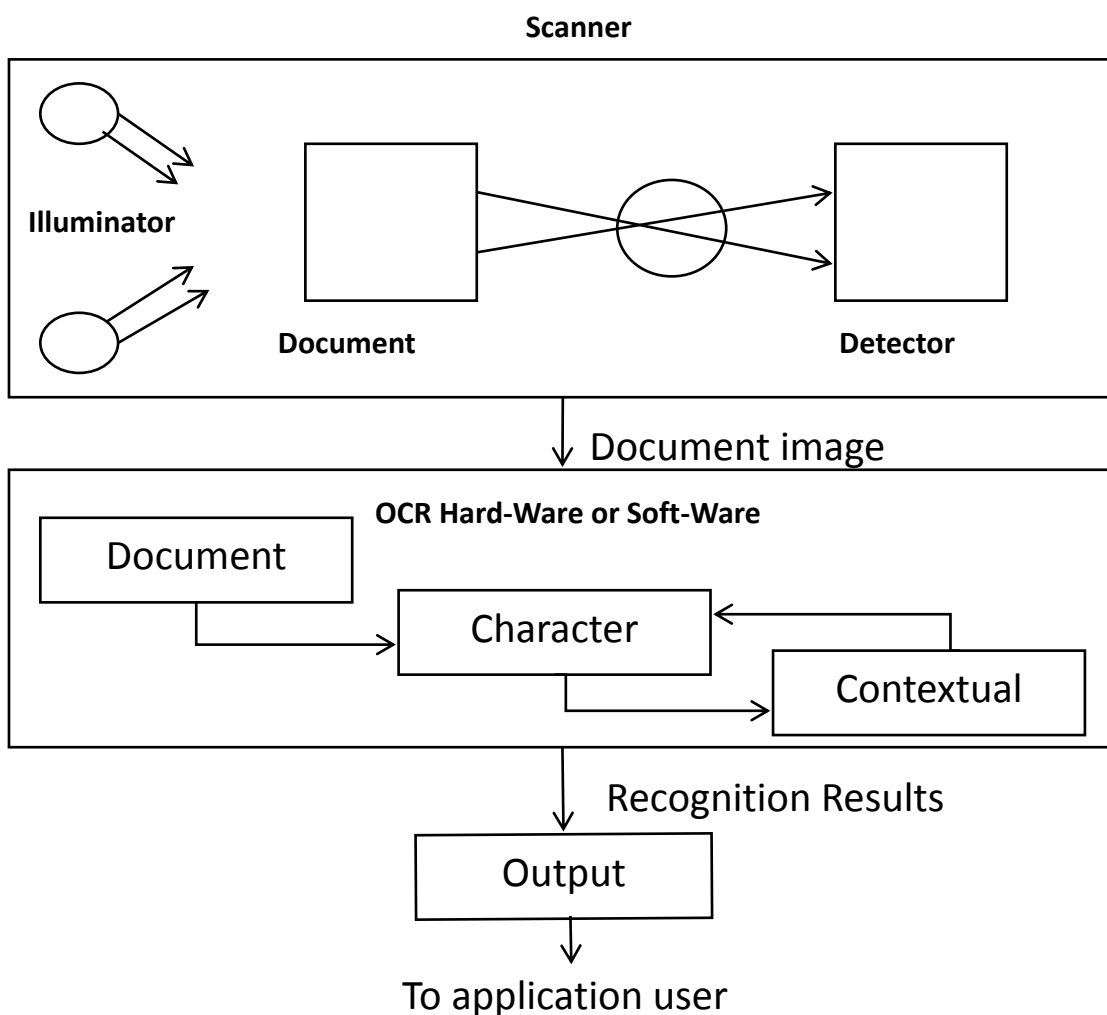 Scanner
Illuminator
Document
Detector
Document image
OCR Hard-Ware or Soft-Ware
Document
Character
Contextual
Recognition Results
Output
To application user